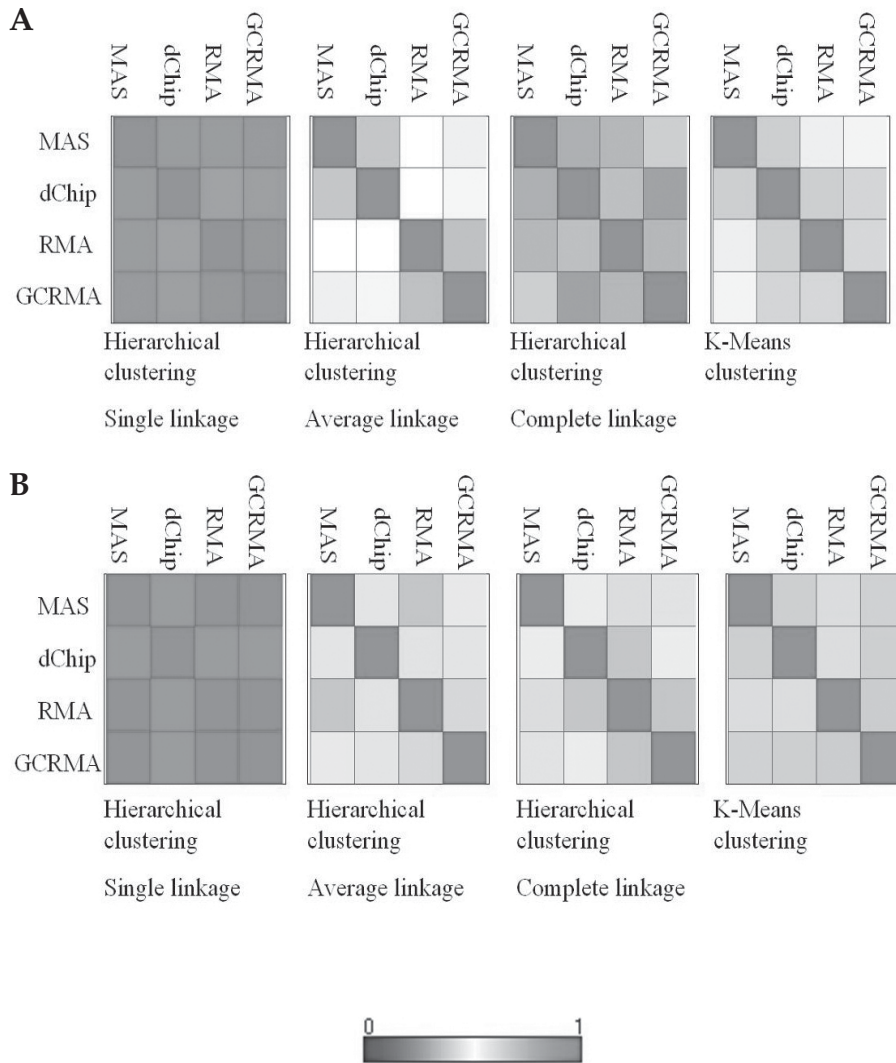 A
MAS dChip RMA GCRMA MAS dChip RMA GCRMA MAS dChip RMA GCRMA MAS dChip RMA GCRMA
MAS
dChip
RMA
GCRMA
Hierarchical Hierarchical Hierarchical K-Means
clustering clustering clustering clustering
Single linkage Average linkage Complete linkage
B
MAS dChip RMA GCRMA MAS dChip RMA GCRMA MAS dChip RMA GCRMA MAS dChip RMA GCRMA
MAS
dChip
RMA
GCRMA
Hierarchical Hierarchical Hierarchical K-Means
clustering clustering clustering clustering
Single linkage Average linkage Complete linkage
0 1